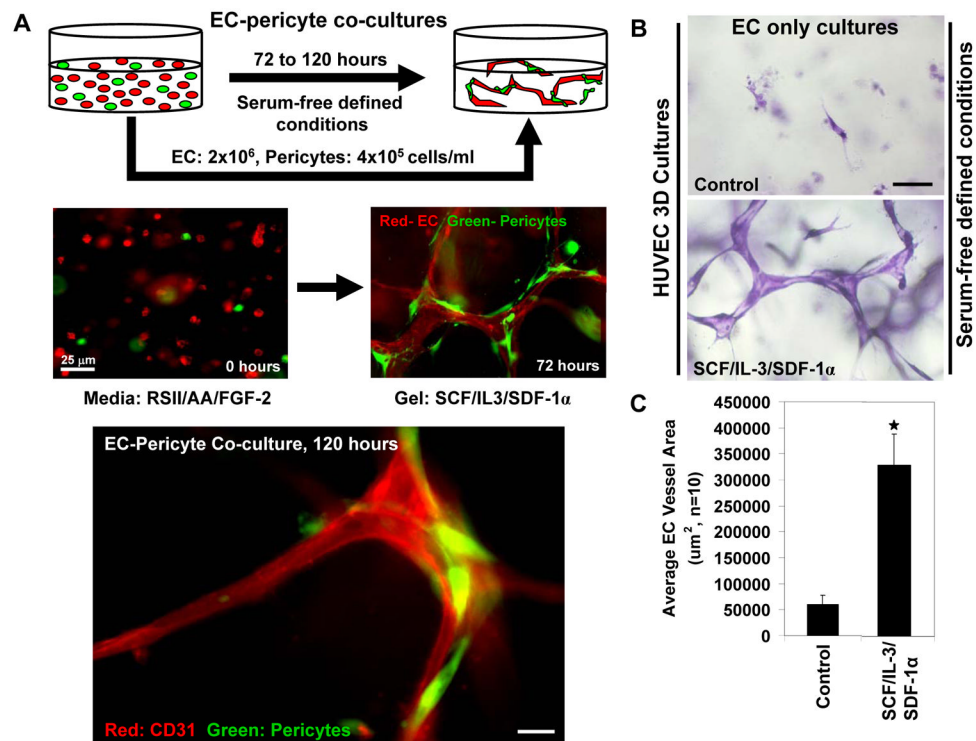 A
EC-pericyte co-cultures
72 to 120 hours
Serum-free defined
conditions
EC: 2x10⁶, Pericytes: 4x10⁵ cells/ml
25 μm
0 hours
Red- EC Green- Pericytes
72 hours
Media: RSII/AA/FGF-2
Gel: SCF/IL3/SDF-1α
EC-Pericyte Co-culture, 120 hours
Red: CD31 Green: Pericytes
B
EC only cultures
HUVEC 3D Cultures
Control
SCF/IL-3/SDF-1α
Serum-free defined conditions
C
Average EC Vessel Area
(um², n=10)
450000
400000
350000
300000
250000
200000
150000
100000
50000
0
Control
SCF/IL-3/
SDF-1α